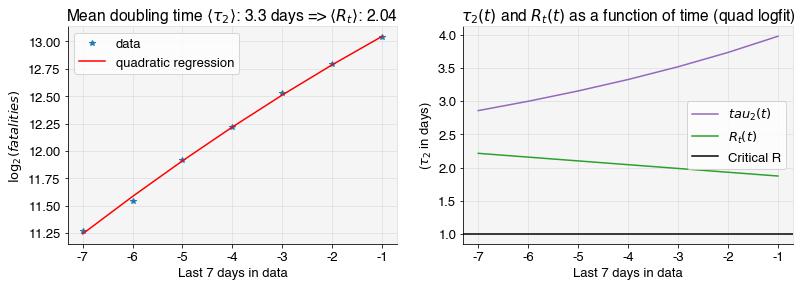 Mean doubling time ⟨τ₂⟩: 3.3 days => ⟨Rₜ⟩: 2.04
13.00
12.75
12.50
12.25
12.00
11.75
11.50
11.25
log₂(fatalities)
data
quadratic regression
-7 -6 -5 -4 -3 -2 -1
Last 7 days in data
τ₂(t) and Rₜ(t) as a function of time (quad logfit)
4.0
3.5
3.0
2.5
2.0
1.5
1.0
(τ₂ in days)
tau₂(t)
Rₜ(t)
Critical R
-7 -6 -5 -4 -3 -2 -1
Last 7 days in data